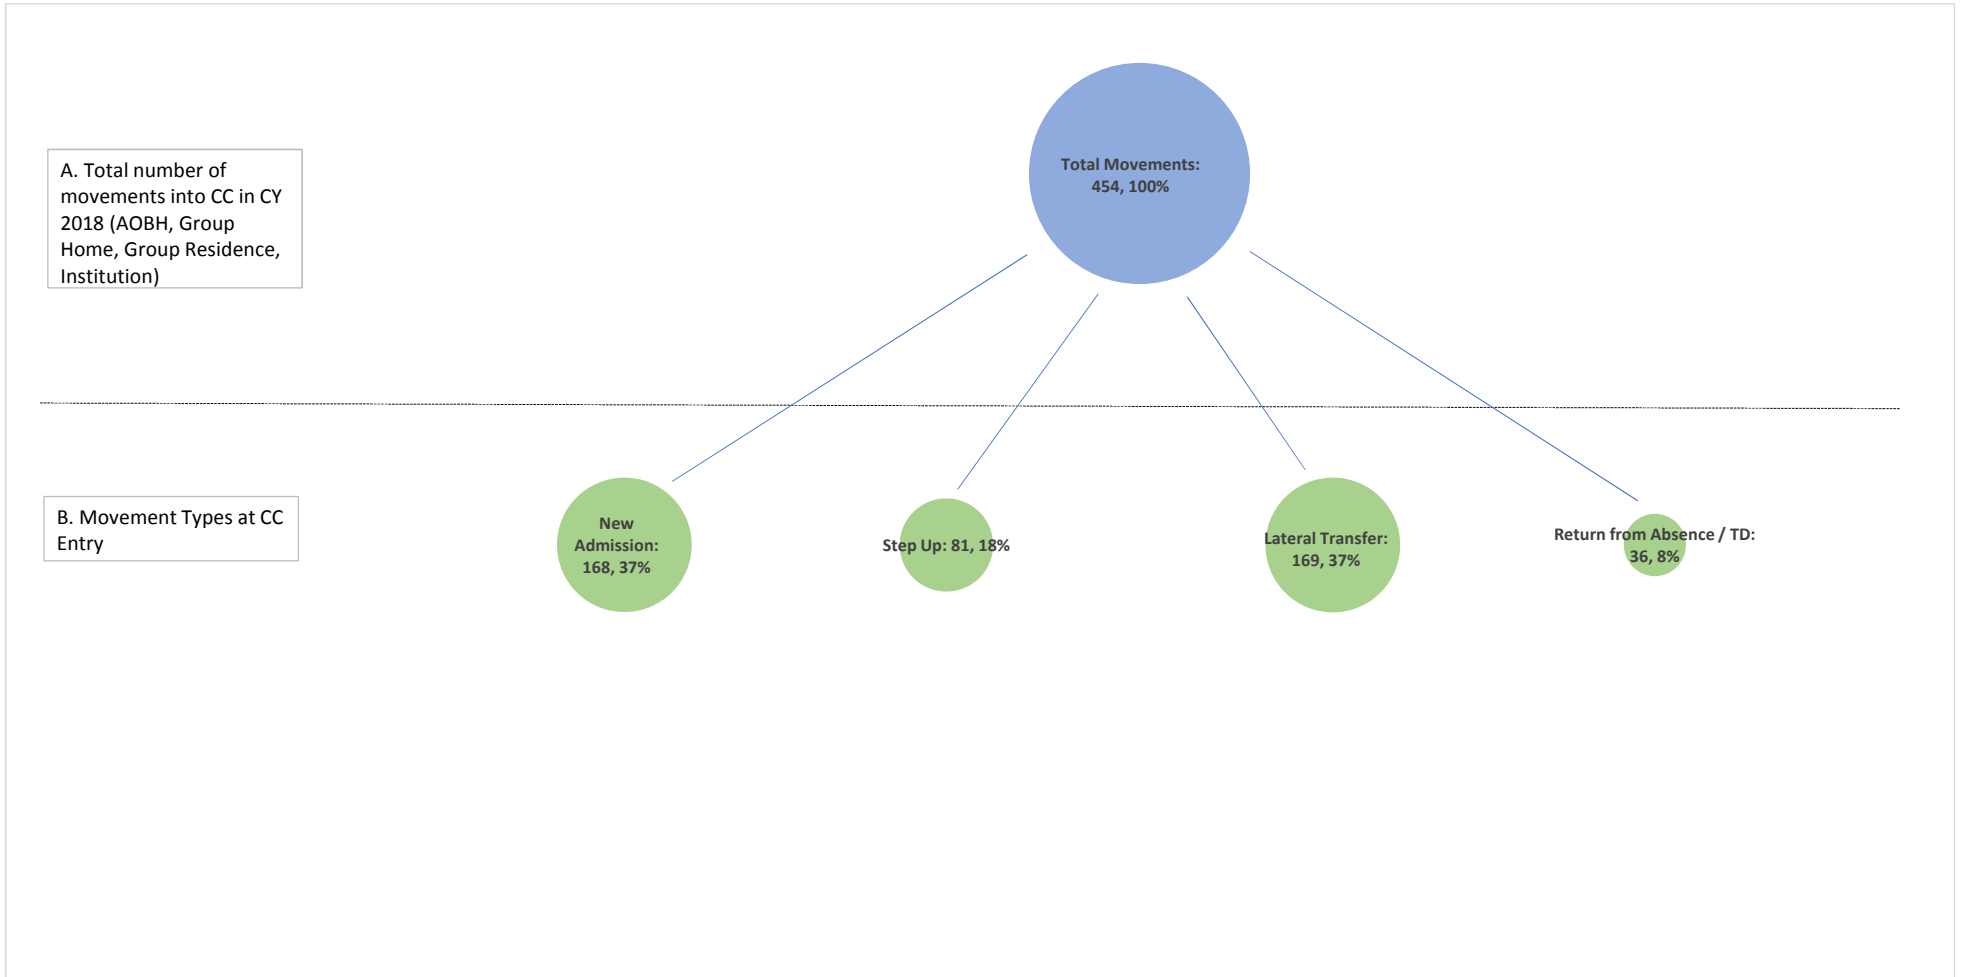 Total Movements:
454, 100%
A. Total number of
movements into CC in CY
2018 (AOBH, Group
Home, Group Residence,
Institution)
B. Movement Types at CC
Entry
New
Admission:
168, 37%
Step Up: 81, 18%
Lateral Transfer:
169, 37%
Return from Absence / TD:
36, 8%